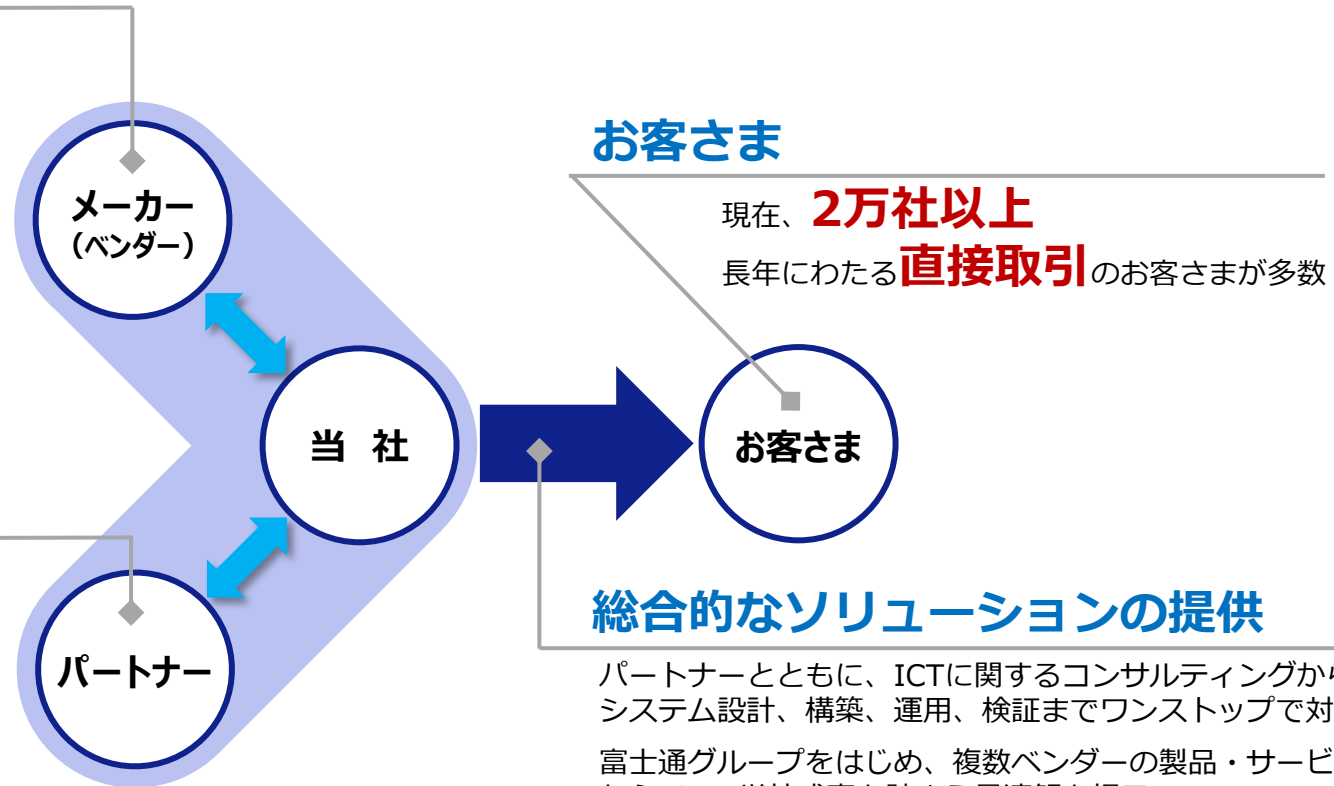 メーカー
（ベンダー）
お客さま
現在、2万社以上
長年にわたる直接取引のお客さまが多数
当 社
お客さま
パートナー
総合的なソリューションの提供
パートナーとともに、ICTに関するコンサルティングから
システム設計、構築、運用、検証までワンストップで対
富士通グループをはじめ、複数ベンダーの製品・サービ